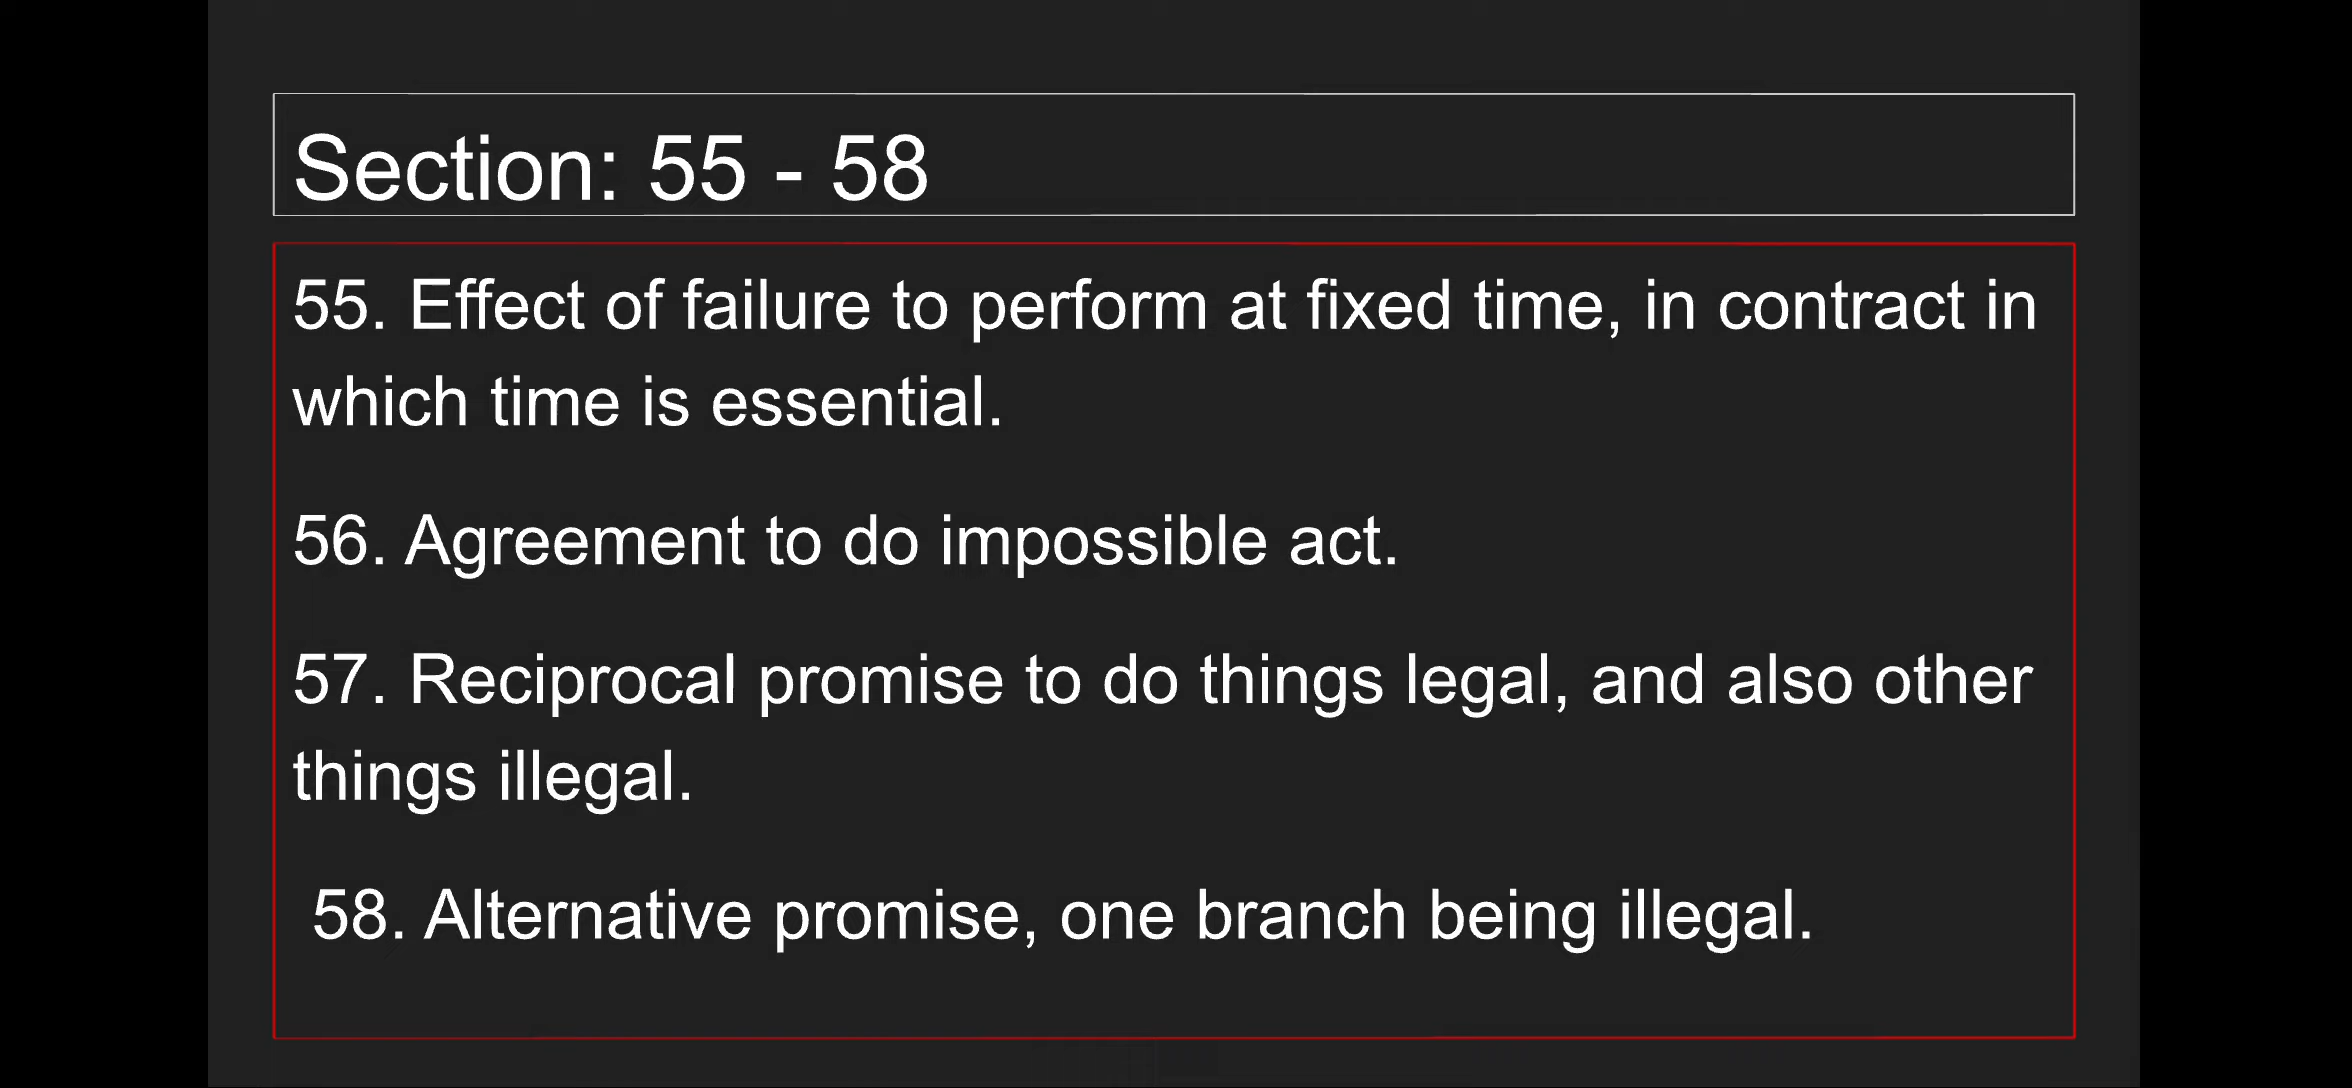 Section: 55 - 58
55. Effect of failure to perform at fixed time, in contract in
which time is essential.
56. Agreement to do impossible act.
57. Reciprocal promise to do things legal, and also other
things illegal.
58. Alternative promise, one branch being illegal.